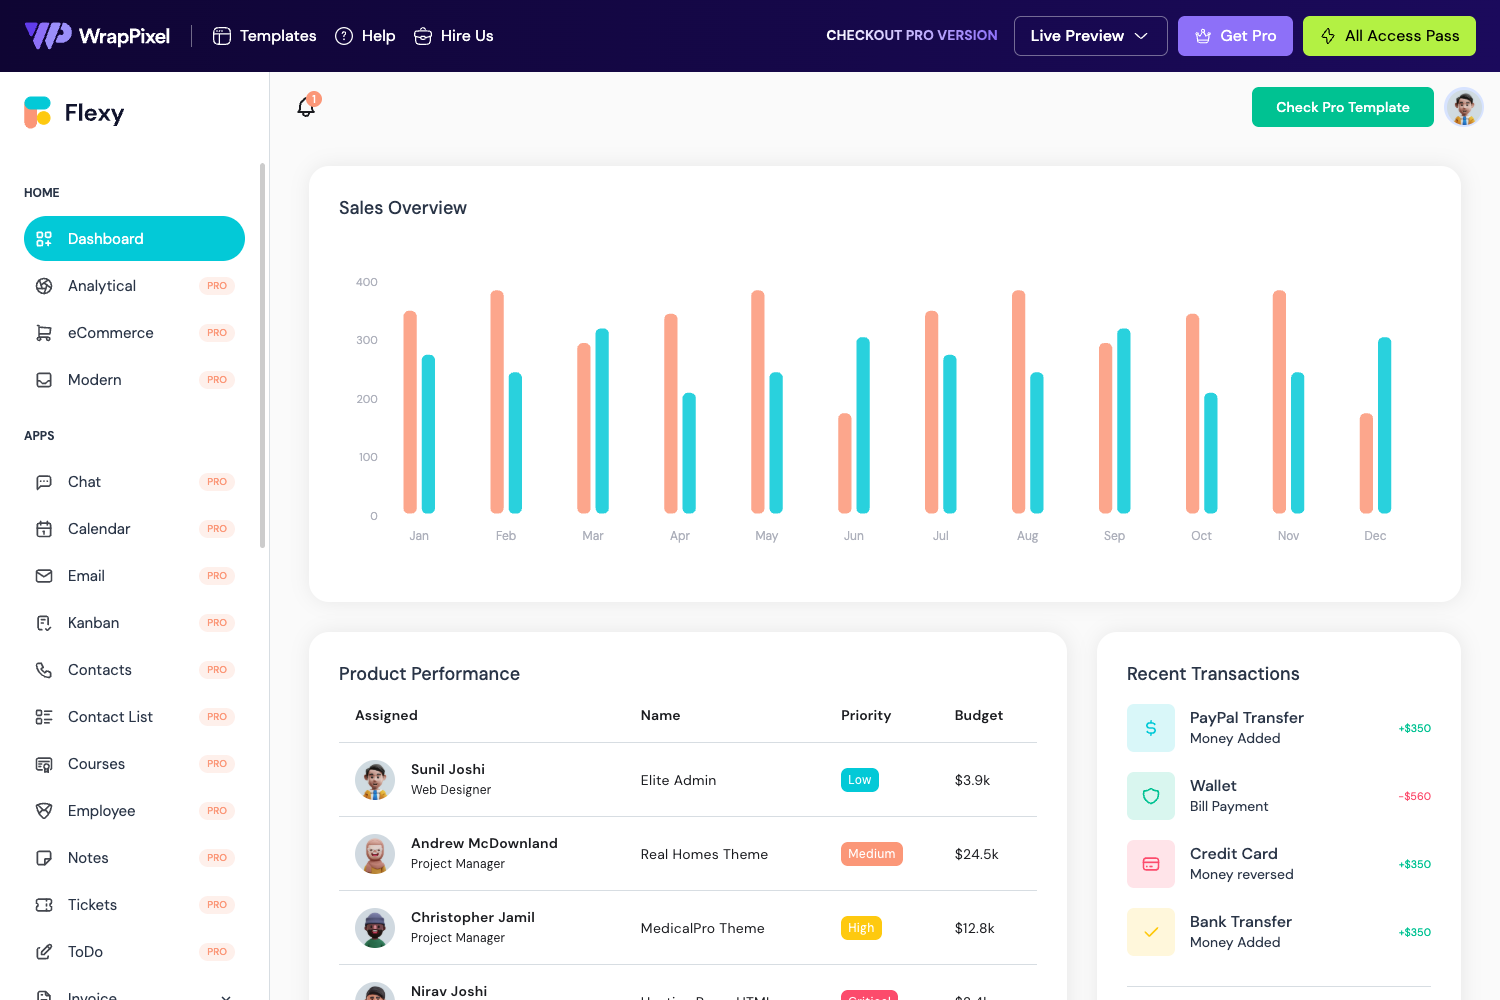 WrapPixel
Templates
Help
Hire Us
CHECKOUT PRO VERSION
Live Preview
Get Pro
All Access Pass
Flexy
1
Check Pro Template
HOME
Dashboard
Analytical PRO
eCommerce PRO
Modern PRO
APPS
Chat PRO
Calendar PRO
Email PRO
Kanban PRO
Contacts PRO
Contact List PRO
Courses PRO
Employee PRO
Notes PRO
Tickets PRO
ToDo PRO
Invoice
Sales Overview
400
300
200
100
0
Jan Feb Mar Apr May Jun Jul Aug Sep Oct Nov Dec
Product Performance
Assigned Name Priority Budget
Sunil Joshi
Web Designer
Elite Admin Low $3.9k
Andrew McDownland
Project Manager
Real Homes Theme Medium $24.5k
Christopher Jamil
Project Manager
MedicalPro Theme High $12.8k
Nirav Joshi
Critical
Recent Transactions
PayPal Transfer
Money Added
+$350
Wallet
Bill Payment
-$560
Credit Card
Money reversed
+$350
Bank Transfer
Money Added
+$350